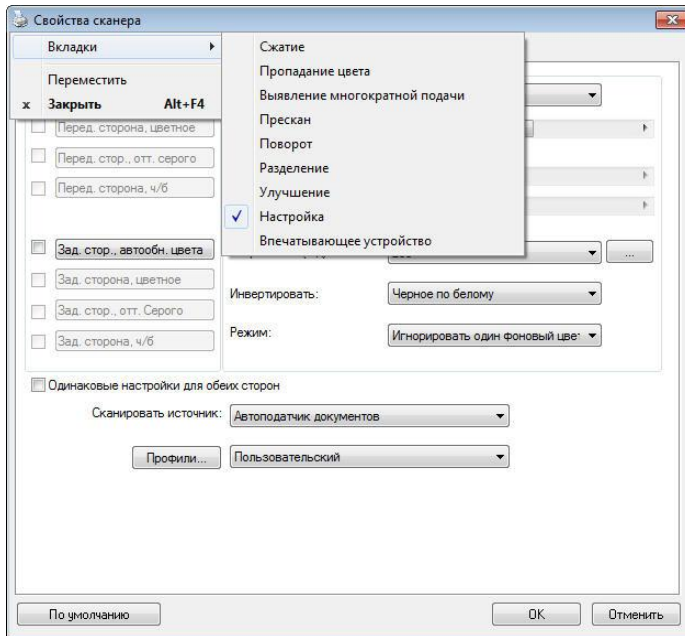 Свойства сканера
Вкладки
Переместить
x Закрыть Alt+F4
Сжатие
Пропадание цвета
Выявление многократной подачи
Прескан
Поворот
Разделение
Улучшение
Настройка
Впечатывающее устройство
Перед. сторона, цветное
Перед. стор., отт. серого
Перед. сторона, ч/б
Зад. стор., автообн. цвета
...
Зад. сторона, цветное
Инвертировать: Черное по белому
Зад. стор., отт. Серого
Режим: Игнорировать один фоновый цве
Зад. сторона, ч/б
Одинаковые настройки для обеих сторон
Сканировать источник: Автоподатчик документов
Профили... Пользовательский
По умолчанию OK Отменить